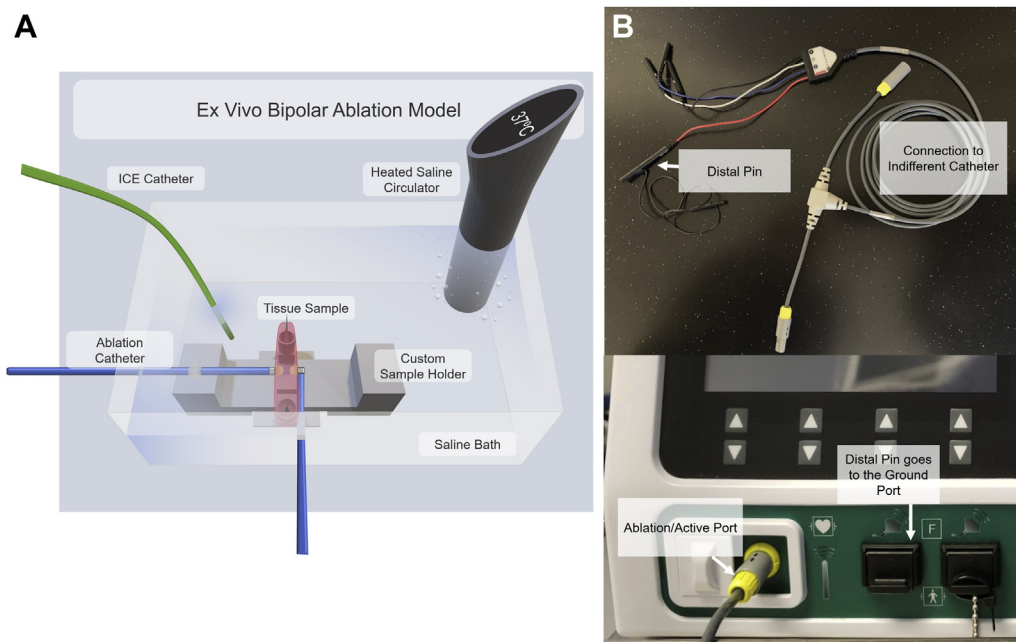 A
Ex Vivo Bipolar Ablation Model
37ºC
ICE Catheter
Heated Saline
Circulator
Tissue Sample
Ablation
Catheter
Custom
Sample Holder
Saline Bath
B
Connection to
Indifferent Catheter
Distal Pin
Distal Pin goes
to the Ground
Port
Ablation/Active Port
F